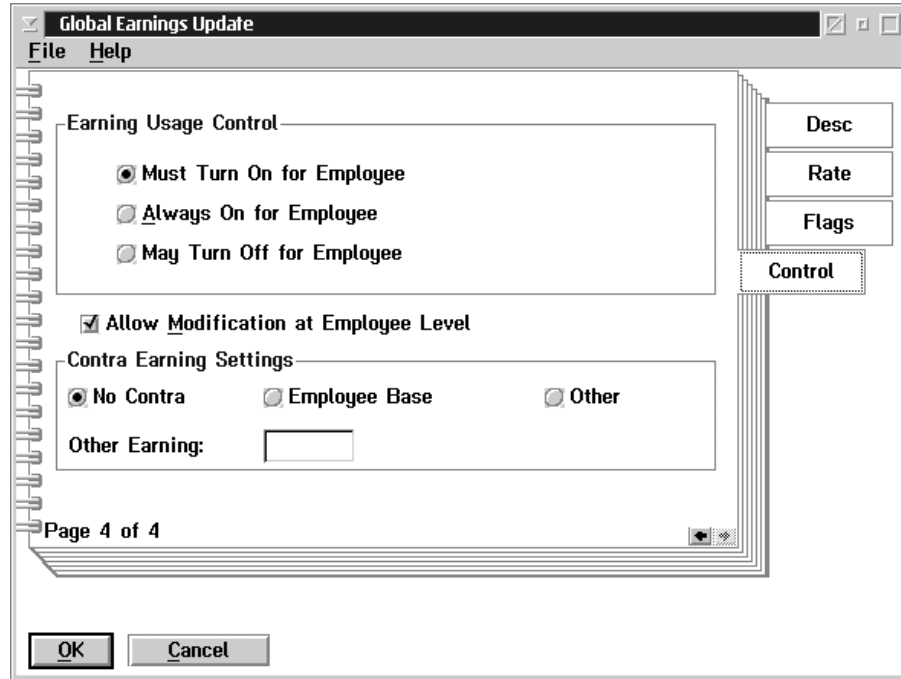 Global Earnings Update
File Help
Earning Usage Control
Must Turn On for Employee
Always On for Employee
May Turn Off for Employee
Allow Modification at Employee Level
Contra Earning Settings
No Contra Employee Base Other
Other Earning:
Page 4 of 4
Desc
Rate
Flags
Control
OK Cancel